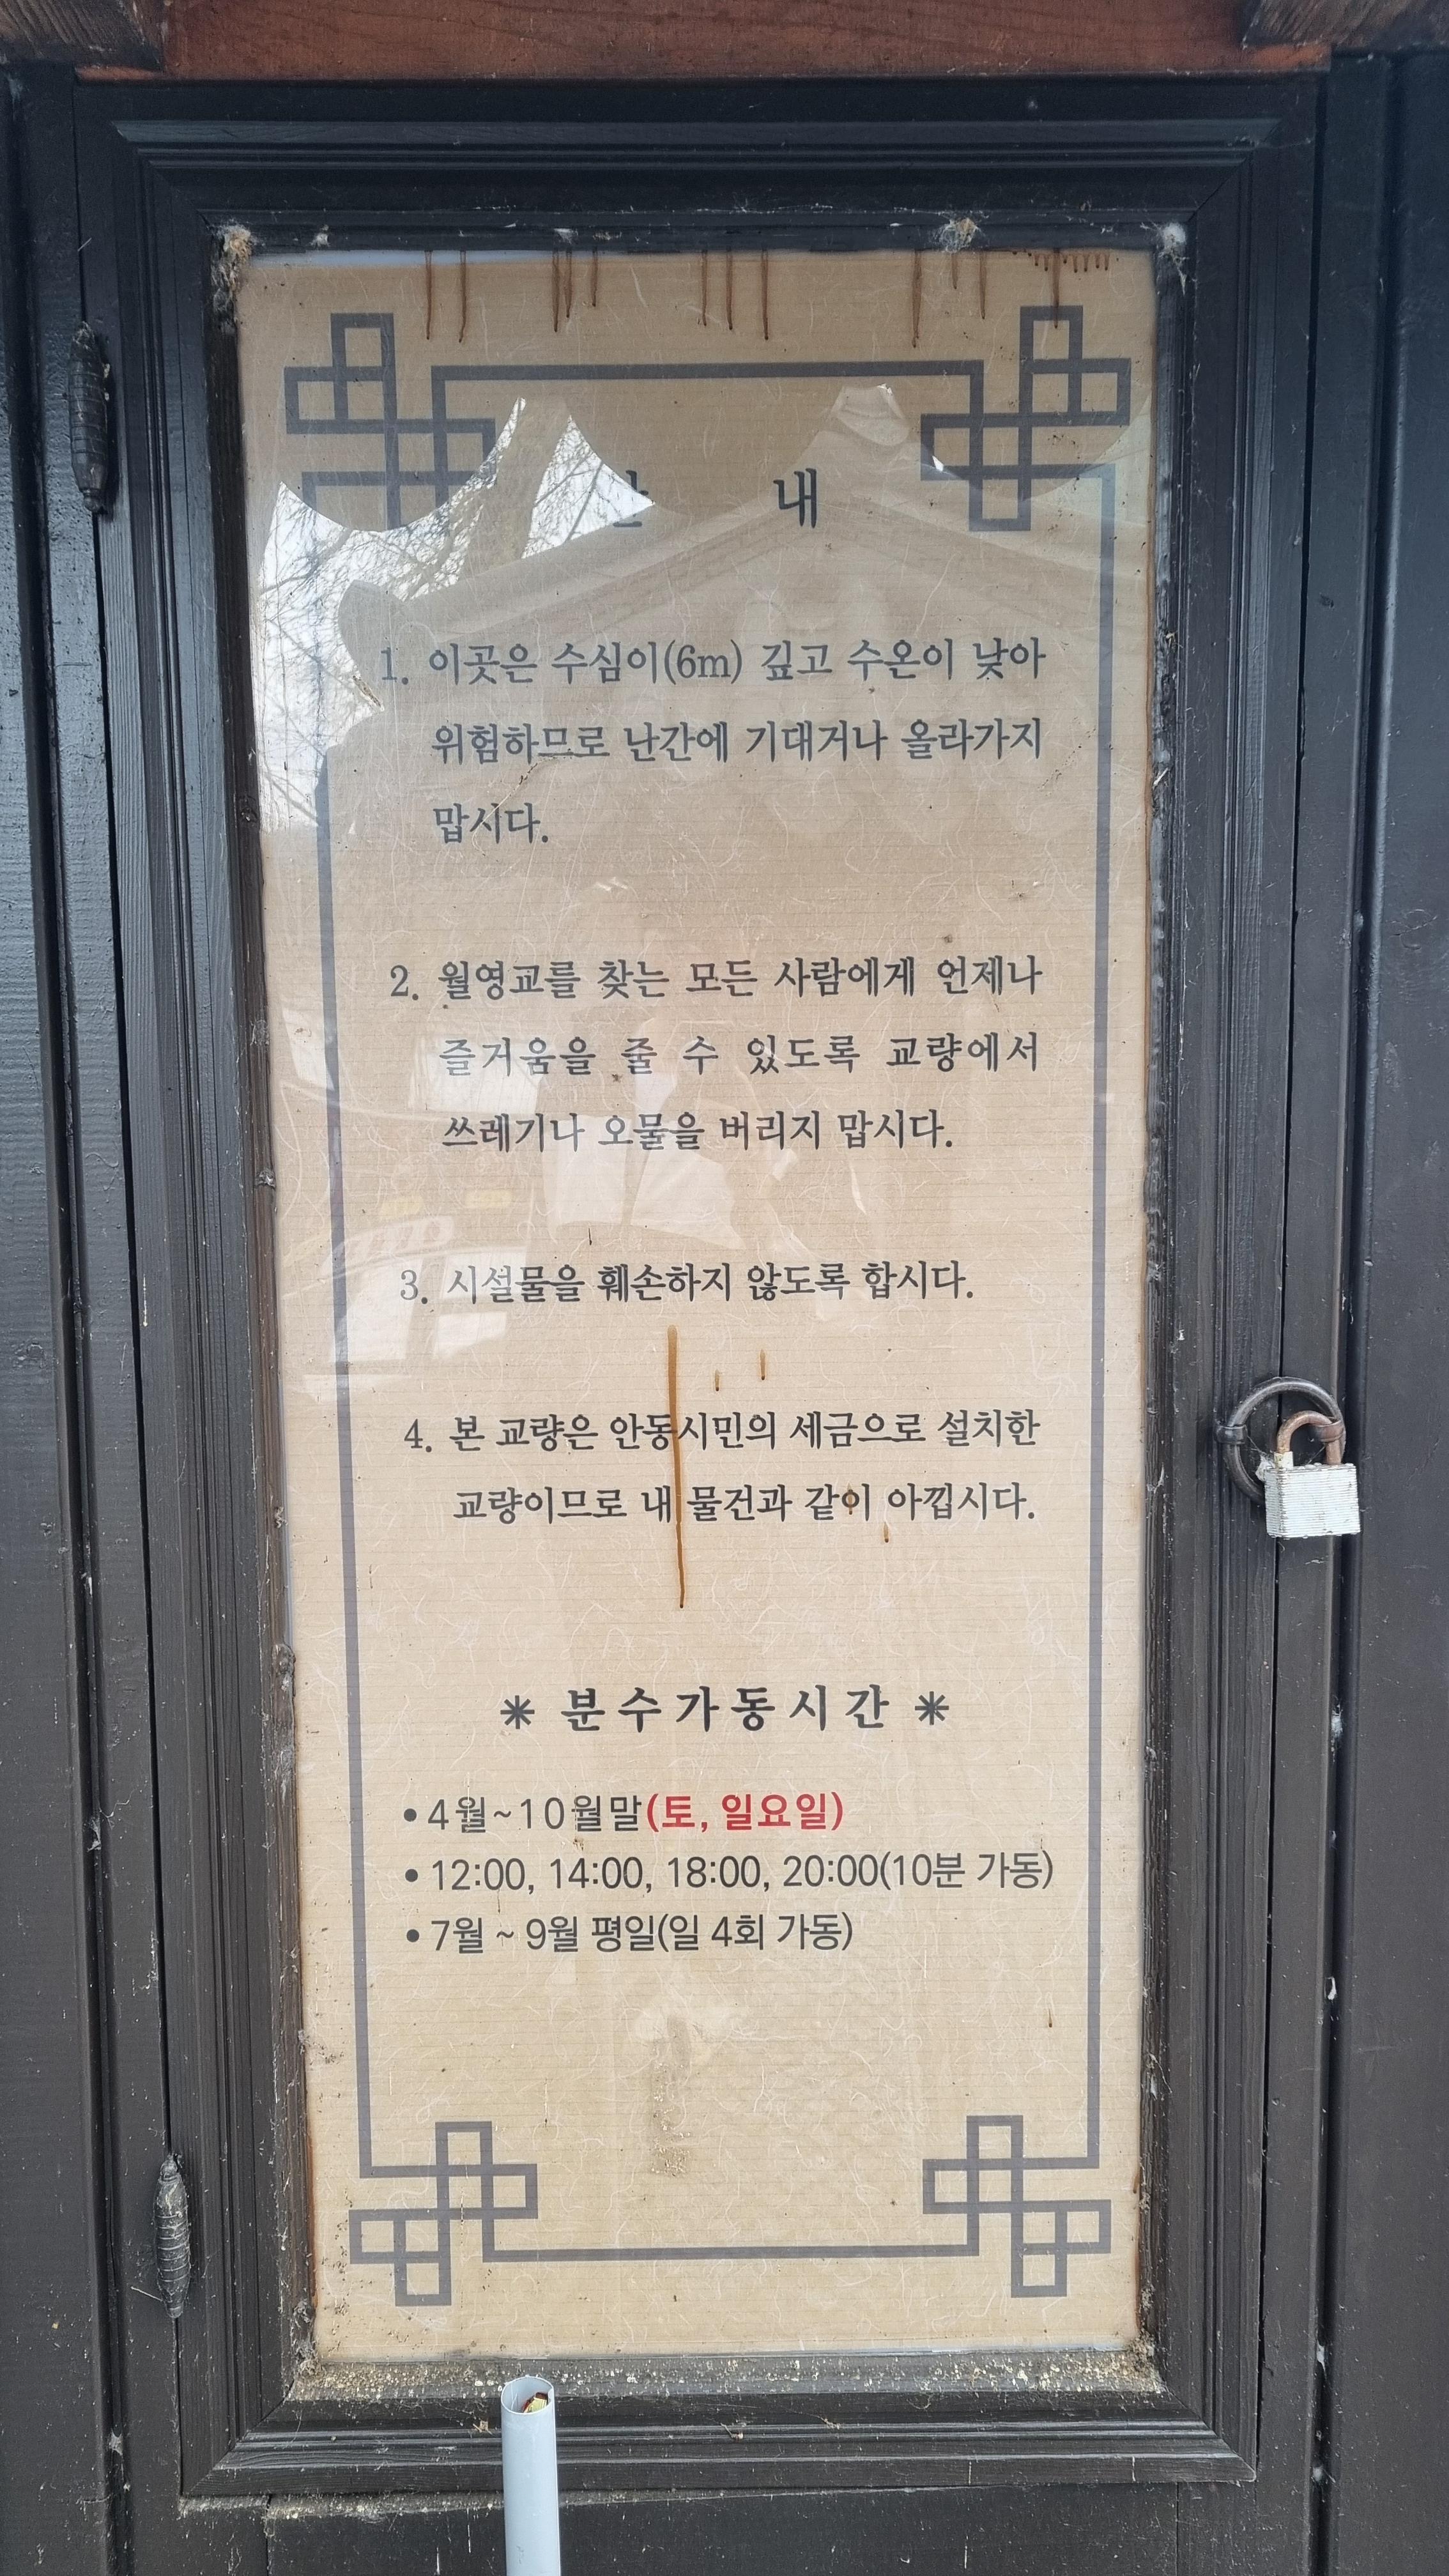 안 내
1. 이곳은 수심이(6m) 깊고 수온이 낮아
위험하므로 난간에 기대거나 올라가지
맙시다.
2. 월영교를 찾는 모든 사람에게 언제나
즐거움을 줄 수 있도록 교량에서
쓰레기나 오물을 버리지 맙시다.
3. 시설물을 훼손하지 않도록 합시다.
4. 본 교량은 안동시민의 세금으로 설치한
교량이므로 내 물건과 같이 아낍시다.
✳ 분수가동시간 ✳
• 4월~10월말(토, 일요일)
• 12:00, 14:00, 18:00, 20:00(10분 가동)
• 7월 ~ 9월 평일(일 4회 가동)